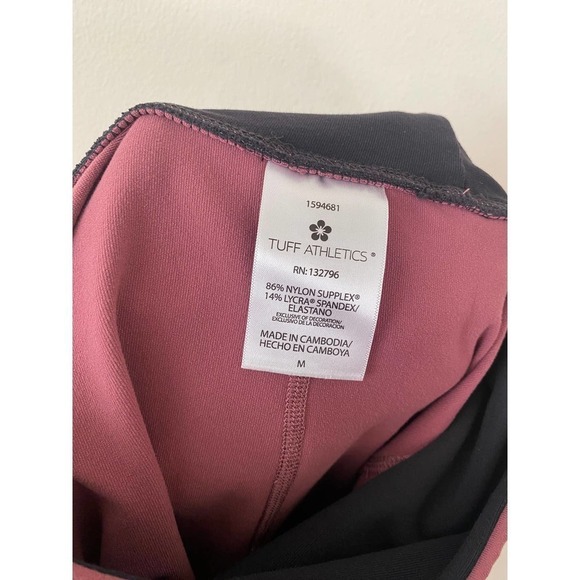 1594681
TUFF ATHLETICS®
RN: 132796
86% NYLON SUPPLEX®
14% LYCRA® SPANDEX/
ELASTANO
EXCLUSIVE OF DECORATION/
EXCLUSIVO DE LA DECORACIÓN
MADE IN CAMBODIA/
HECHO EN CAMBOYA
M